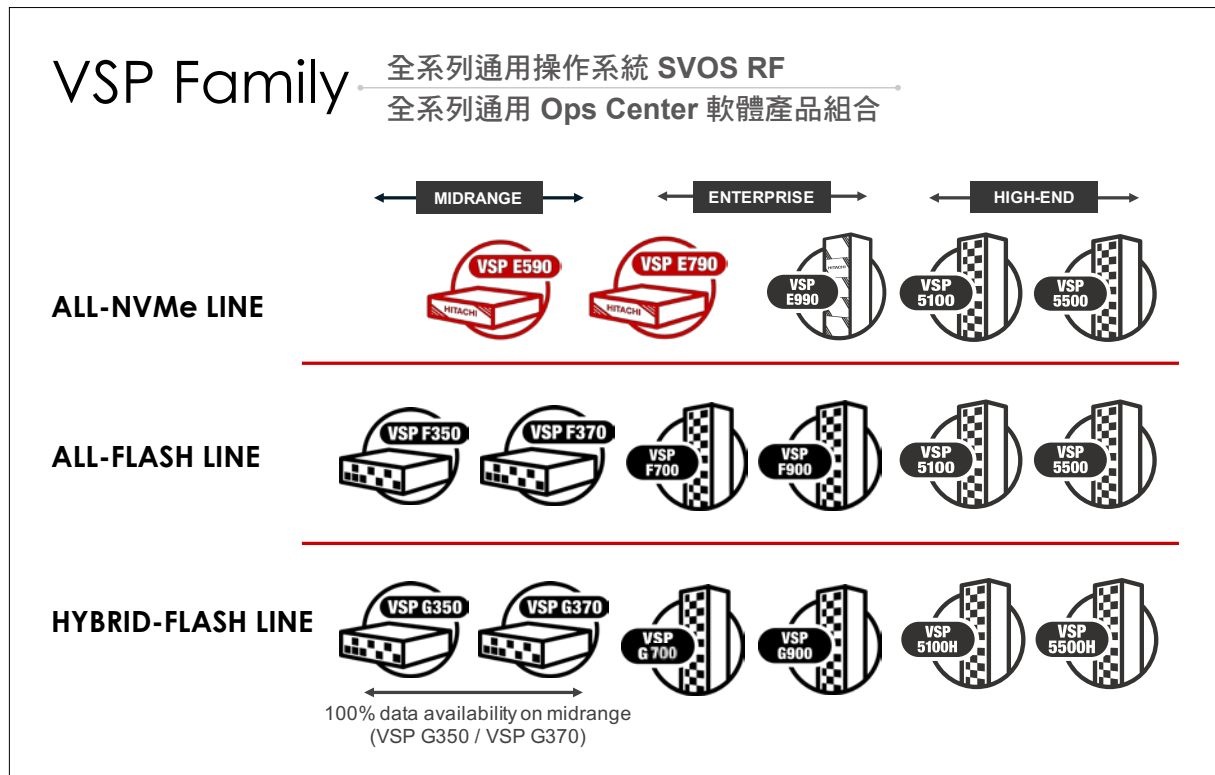 VSP Family
全系列通用操作系統 SVOS RF
全系列通用 Ops Center 軟體產品組合
MIDRANGE
ENTERPRISE
HIGH-END
ALL-NVMe LINE
VSP E590
HITACHI
VSP E790
HITACHI
VSP
E990
HITACHI
VSP
5100
VSP
5500
ALL-FLASH LINE
VSP F350
VSP F370
VSP
F700
VSP
F900
VSP
5100
VSP
5500
HYBRID-FLASH LINE
VSP G350
VSP G370
VSP
G700
VSP
G900
VSP
5100H
VSP
5500H
100% data availability on midrange
(VSP G350 / VSP G370)